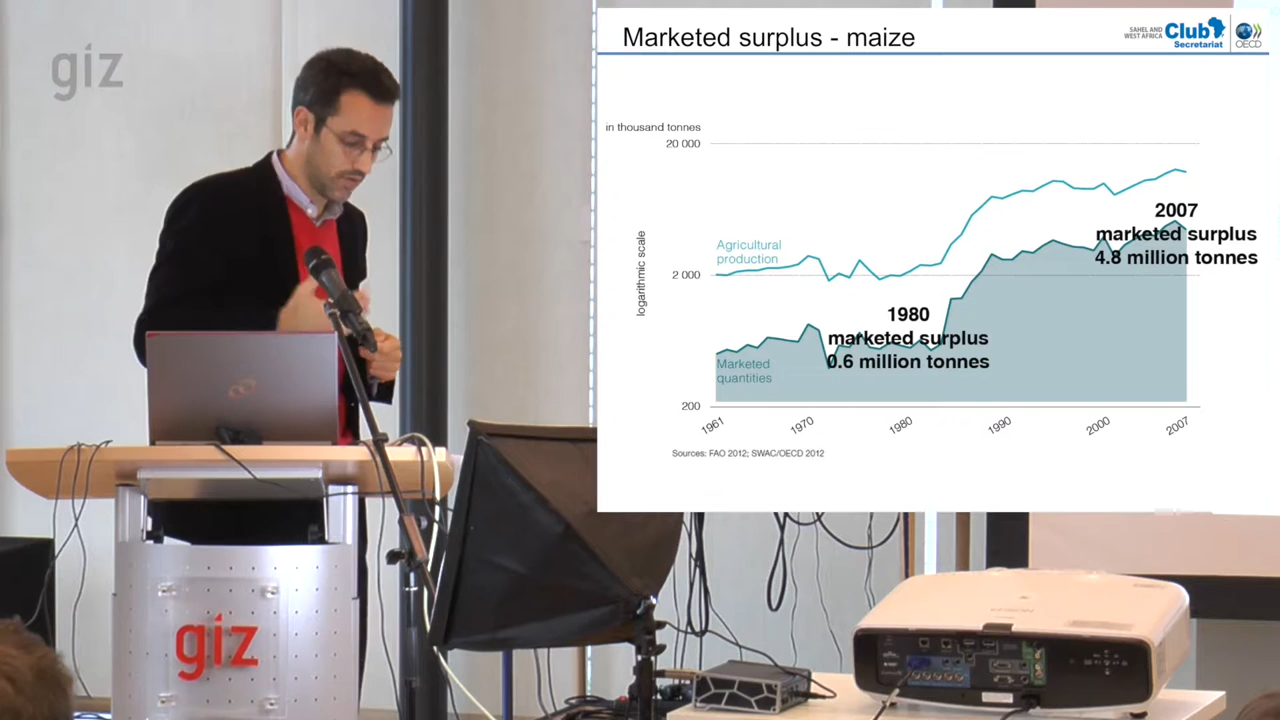 giz
Marketed surplus - maize
SAHEL AND
WEST AFRICA
Club
Secretariat
OECD
in thousand tonnes
20 000
logarithmic scale
Agricultural
production
2007
marketed surplus
4.8 million tonnes
2 000
1980
marketed surplus
0.6 million tonnes
Marketed
quantities
200
1961
1970
1980
1990
2000
2007
Sources: FAO 2012; SWAC/OECD 2012
giz